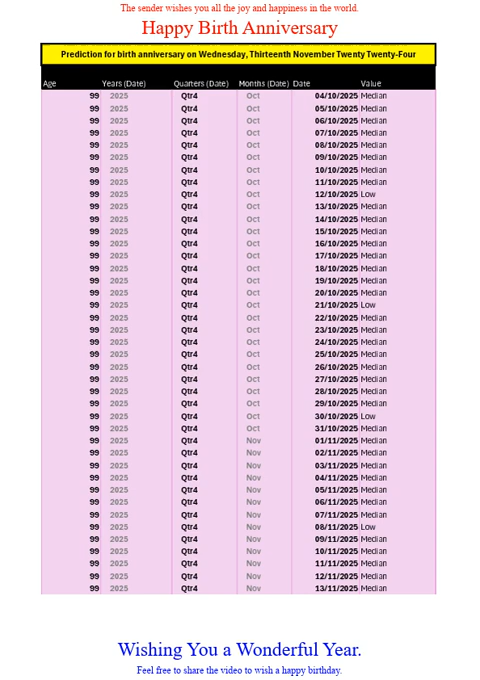 The sender wishes you all the joy and happiness in the world.
Happy Birth Anniversary
Prediction for birth anniversary on Wednesday, Thirteenth November Twenty Twenty-Four
Age Years (Date) Quarters (Date) Months (Date) Date Value
99 2025 Qtr4 Oct 04/10/2025 Median
99 2025 Qtr4 Oct 05/10/2025 Median
99 2025 Qtr4 Oct 06/10/2025 Median
99 2025 Qtr4 Oct 07/10/2025 Median
99 2025 Qtr4 Oct 08/10/2025 Median
99 2025 Qtr4 Oct 09/10/2025 Median
99 2025 Qtr4 Oct 10/10/2025 Median
99 2025 Qtr4 Oct 11/10/2025 Median
99 2025 Qtr4 Oct 12/10/2025 Low
99 2025 Qtr4 Oct 13/10/2025 Median
99 2025 Qtr4 Oct 14/10/2025 Median
99 2025 Qtr4 Oct 15/10/2025 Median
99 2025 Qtr4 Oct 16/10/2025 Median
99 2025 Qtr4 Oct 17/10/2025 Median
99 2025 Qtr4 Oct 18/10/2025 Median
99 2025 Qtr4 Oct 19/10/2025 Median
99 2025 Qtr4 Oct 20/10/2025 Median
99 2025 Qtr4 Oct 21/10/2025 Low
99 2025 Qtr4 Oct 22/10/2025 Median
99 2025 Qtr4 Oct 23/10/2025 Median
99 2025 Qtr4 Oct 24/10/2025 Median
99 2025 Qtr4 Oct 25/10/2025 Median
99 2025 Qtr4 Oct 26/10/2025 Median
99 2025 Qtr4 Oct 27/10/2025 Median
99 2025 Qtr4 Oct 28/10/2025 Median
99 2025 Qtr4 Oct 29/10/2025 Median
99 2025 Qtr4 Oct 30/10/2025 Low
99 2025 Qtr4 Oct 31/10/2025 Median
99 2025 Qtr4 Nov 01/11/2025 Median
99 2025 Qtr4 Nov 02/11/2025 Median
99 2025 Qtr4 Nov 03/11/2025 Median
99 2025 Qtr4 Nov 04/11/2025 Median
99 2025 Qtr4 Nov 05/11/2025 Median
99 2025 Qtr4 Nov 06/11/2025 Median
99 2025 Qtr4 Nov 07/11/2025 Median
99 2025 Qtr4 Nov 08/11/2025 Low
99 2025 Qtr4 Nov 09/11/2025 Median
99 2025 Qtr4 Nov 10/11/2025 Median
99 2025 Qtr4 Nov 11/11/2025 Median
99 2025 Qtr4 Nov 12/11/2025 Median
99 2025 Qtr4 Nov 13/11/2025 Median
Wishing You a Wonderful Year.
Feel free to share the video to wish a happy birthday.